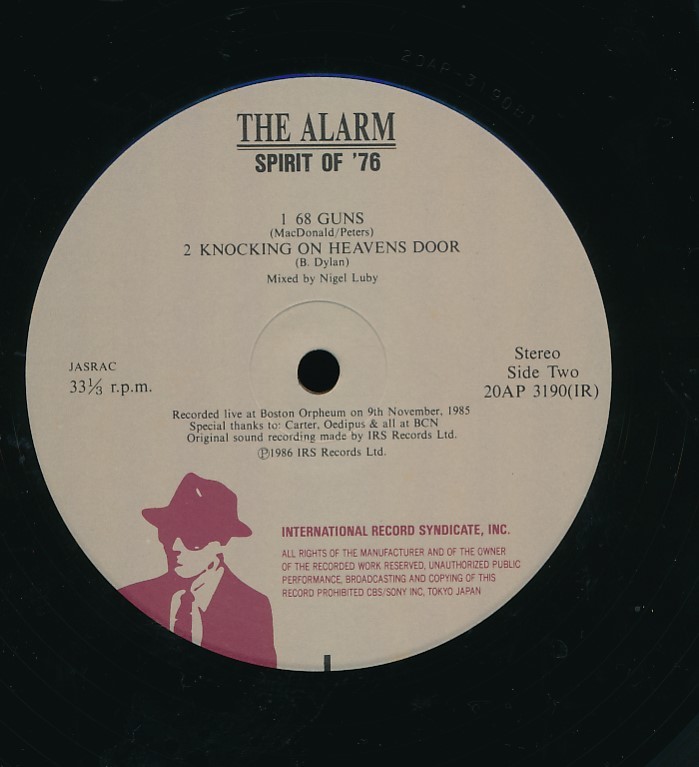 20AP-3190B1
THE ALARM
SPIRIT OF '76
1 68 GUNS
(MacDonald/Peters)
2 KNOCKING ON HEAVENS DOOR
(B. Dylan)
Mixed by Nigel Luby
JASRAC
33⅓ r.p.m.
Stereo
Side Two
20AP 3190(IR)
Recorded live at Boston Orpheum on 9th November, 1985
Special thanks to: Carter, Oedipus & all at BCN
Original sound recording made by IRS Records Ltd.
Ⓟ1986 IRS Records Ltd.
INTERNATIONAL RECORD SYNDICATE, INC.
ALL RIGHTS OF THE MANUFACTURER AND OF THE OWNER
OF THE RECORDED WORK RESERVED, UNAUTHORIZED PUBLIC
PERFORMANCE, BROADCASTING AND COPYING OF THIS
RECORD PROHIBITED CBS/SONY INC, TOKYO JAPAN